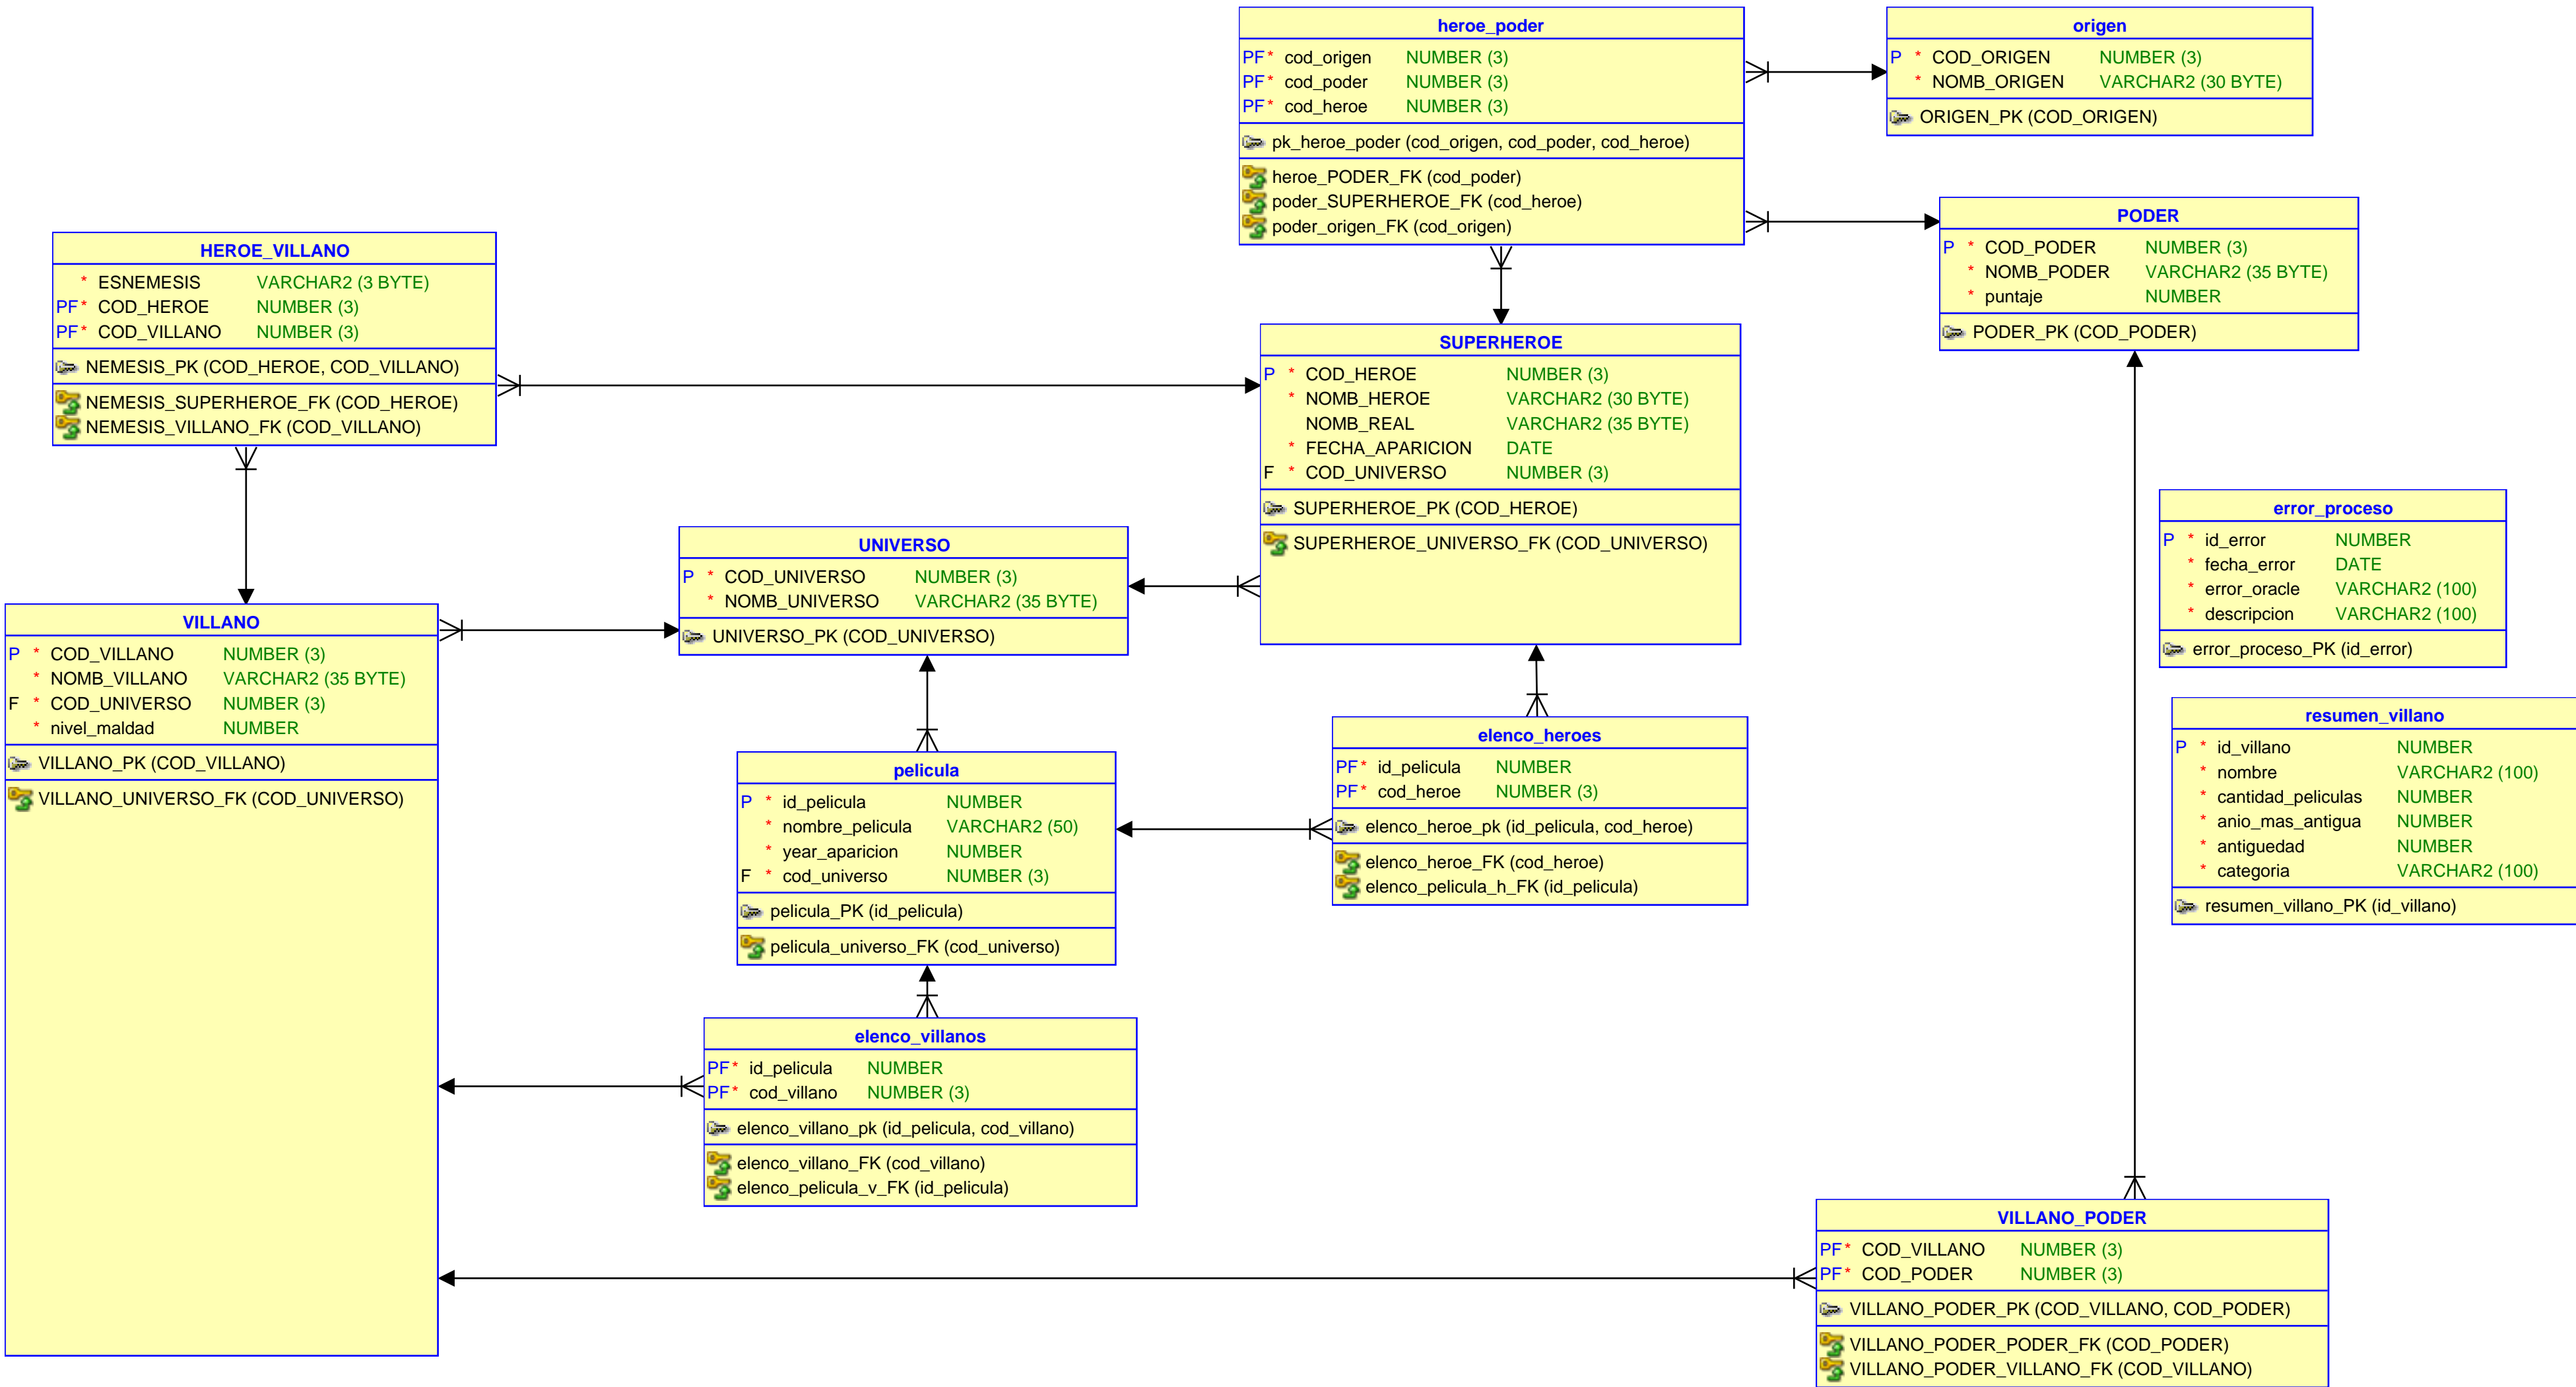 heroe_poder
PF * cod_origen NUMBER (3)
PF * cod_poder NUMBER (3)
PF * cod_heroe NUMBER (3)
pk_heroe_poder (cod_origen, cod_poder, cod_heroe)
heroe_PODER_FK (cod_poder)
poder_SUPERHEROE_FK (cod_heroe)
poder_origen_FK (cod_origen)
origen
P * COD_ORIGEN NUMBER (3)
* NOMB_ORIGEN VARCHAR2 (30 BYTE)
ORIGEN_PK (COD_ORIGEN)
PODER
P * COD_PODER NUMBER (3)
* NOMB_PODER VARCHAR2 (35 BYTE)
* puntaje NUMBER
PODER_PK (COD_PODER)
HEROE_VILLANO
* ESNEMESIS VARCHAR2 (3 BYTE)
PF * COD_HEROE NUMBER (3)
PF * COD_VILLANO NUMBER (3)
NEMESIS_PK (COD_HEROE, COD_VILLANO)
NEMESIS_SUPERHEROE_FK (COD_HEROE)
NEMESIS_VILLANO_FK (COD_VILLANO)
SUPERHEROE
P * COD_HEROE NUMBER (3)
* NOMB_HEROE VARCHAR2 (30 BYTE)
NOMB_REAL VARCHAR2 (35 BYTE)
* FECHA_APARICION DATE
F * COD_UNIVERSO NUMBER (3)
SUPERHEROE_PK (COD_HEROE)
SUPERHEROE_UNIVERSO_FK (COD_UNIVERSO)
error_proceso
P * id_error NUMBER
* fecha_error DATE
* error_oracle VARCHAR2 (100)
* descripcion VARCHAR2 (100)
error_proceso_PK (id_error)
UNIVERSO
P * COD_UNIVERSO NUMBER (3)
* NOMB_UNIVERSO VARCHAR2 (35 BYTE)
UNIVERSO_PK (COD_UNIVERSO)
VILLANO
P * COD_VILLANO NUMBER (3)
* NOMB_VILLANO VARCHAR2 (35 BYTE)
F * COD_UNIVERSO NUMBER (3)
* nivel_maldad NUMBER
VILLANO_PK (COD_VILLANO)
VILLANO_UNIVERSO_FK (COD_UNIVERSO)
resumen_villano
P * id_villano NUMBER
* nombre VARCHAR2 (100)
* cantidad_peliculas NUMBER
* anio_mas_antigua NUMBER
* antiguedad NUMBER
* categoria VARCHAR2 (100)
resumen_villano_PK (id_villano)
elenco_heroes
PF * id_pelicula NUMBER
PF * cod_heroe NUMBER (3)
elenco_heroe_pk (id_pelicula, cod_heroe)
elenco_heroe_FK (cod_heroe)
elenco_pelicula_h_FK (id_pelicula)
pelicula
P * id_pelicula NUMBER
* nombre_pelicula VARCHAR2 (50)
* year_aparicion NUMBER
F * cod_universo NUMBER (3)
pelicula_PK (id_pelicula)
pelicula_universo_FK (cod_universo)
elenco_villanos
PF * id_pelicula NUMBER
PF * cod_villano NUMBER (3)
elenco_villano_pk (id_pelicula, cod_villano)
elenco_villano_FK (cod_villano)
elenco_pelicula_v_FK (id_pelicula)
VILLANO_PODER
PF * COD_VILLANO NUMBER (3)
PF * COD_PODER NUMBER (3)
VILLANO_PODER_PK (COD_VILLANO, COD_PODER)
VILLANO_PODER_PODER_FK (COD_PODER)
VILLANO_PODER_VILLANO_FK (COD_VILLANO)